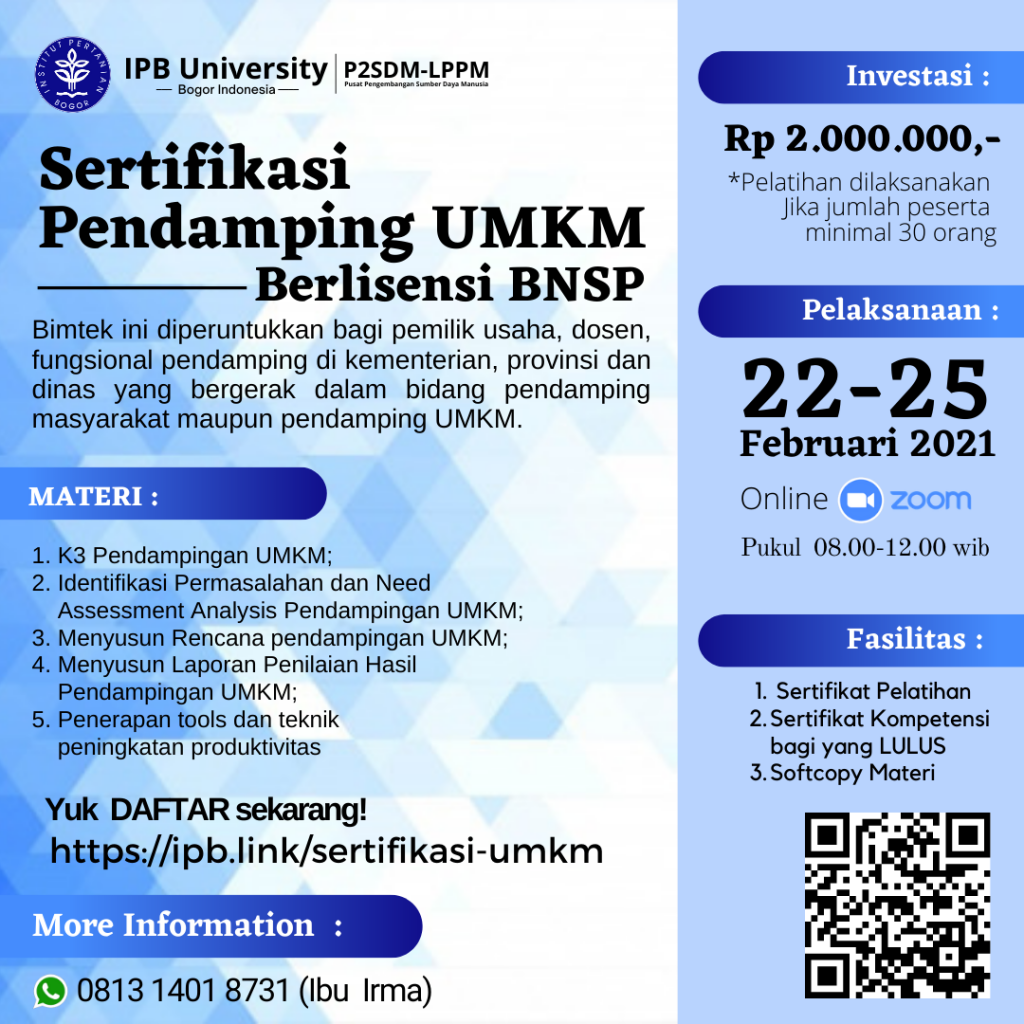 INSTITUT PERTANIAN
BOGOR
IPB University
Bogor Indonesia
P2SDM-LPPM
Pusat Pengembangan Sumber Daya Manusia
Sertifikasi
Pendamping UMKM
Berlisensi BNSP
Bimtek ini diperuntukkan bagi pemilik usaha, dosen,
fungsional pendamping di kementerian, provinsi dan
dinas yang bergerak dalam bidang pendamping
masyarakat maupun pendamping UMKM.
MATERI :
1. K3 Pendampingan UMKM;
2. Identifikasi Permasalahan dan Need
Assessment Analysis Pendampingan UMKM;
3. Menyusun Rencana pendampingan UMKM;
4. Menyusun Laporan Penilaian Hasil
Pendampingan UMKM;
5. Penerapan tools dan teknik
peningkatan produktivitas
Yuk DAFTAR sekarang!
https://ipb.link/sertifikasi-umkm
More Information :
0813 1401 8731 (Ibu Irma)
Investasi :
Rp 2.000.000,-
*Pelatihan dilaksanakan
Jika jumlah peserta
minimal 30 orang
Pelaksanaan :
22-25
Februari 2021
Online zoom
Pukul 08.00-12.00 wib
Fasilitas :
1. Sertifikat Pelatihan
2. Sertifikat Kompetensi
bagi yang LULUS
3. Softcopy Materi